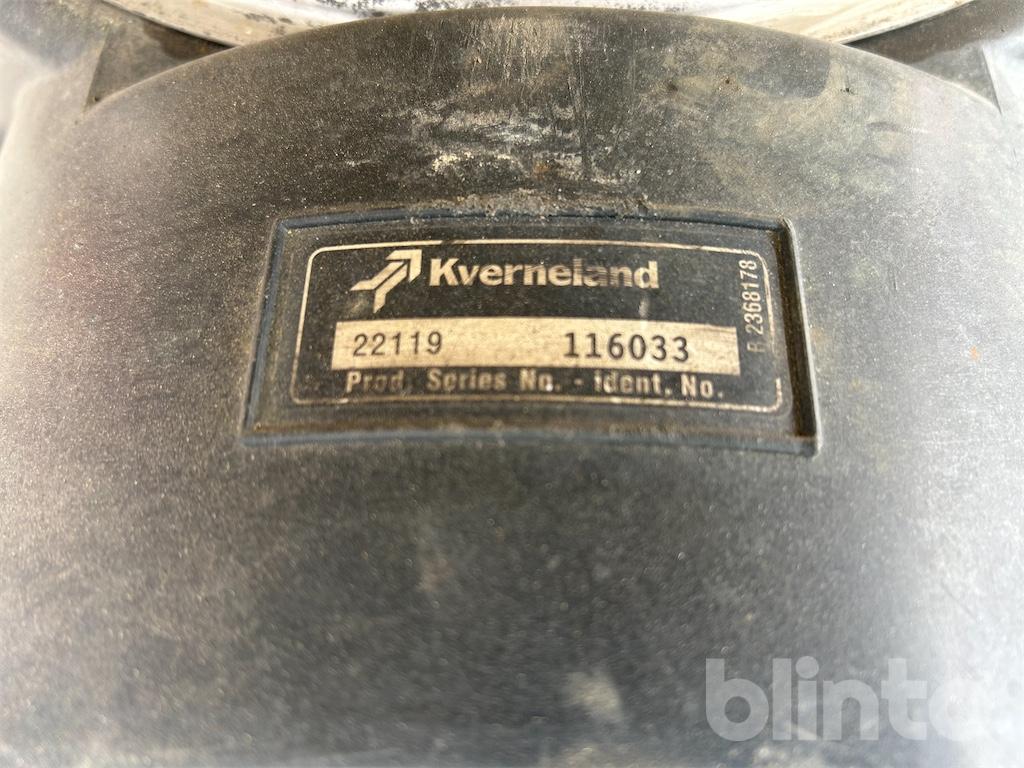 Kverneland
22119 116033
Prod. Series No. - ident. No.
R 2368178
blinto